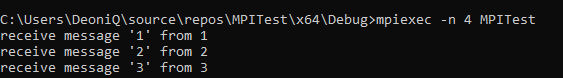 C:\Users\DeoniQ\source\repos\MPITest\x64\Debug>mpiexec -n 4 MPITest
receive message '1' from 1
receive message '2' from 2
receive message '3' from 3